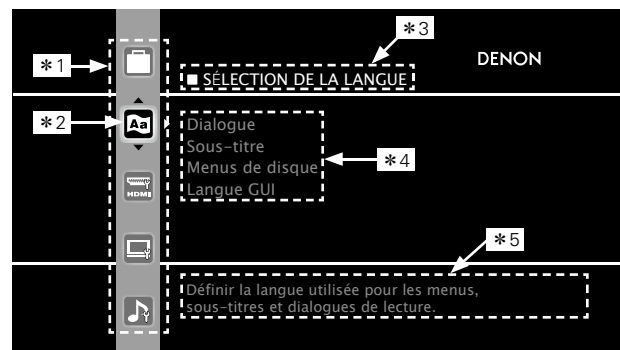 *3
DENON
*1
■ SÉLECTION DE LA LANGUE
*2
Aa
Dialogue
Sous-titre
Menus de disque
Langue GUI
*4
HDMI
*5
Définir la langue utilisée pour les menus,
sous-titres et dialogues de lecture.